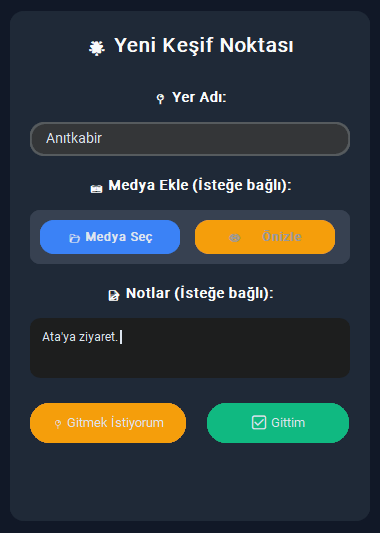 Yeni Keşif Noktası
Yer Adı:
Anıtkabir
Medya Ekle (İsteğe bağlı):
Medya Seç
Önizle
Notlar (İsteğe bağlı):
Ata'ya ziyaret.
Gitmek İstiyorum
Gittim